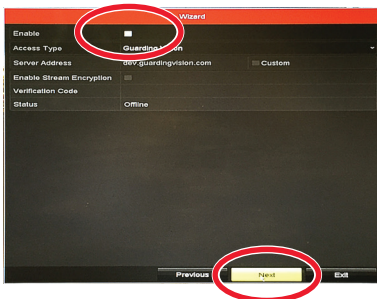 Wizard
Enable
Access Type Guarding Vision
Server Address dev.guardingvision.com Custom
Enable Stream Encryption
Verification Code
Status Offline
Previous Next Exit